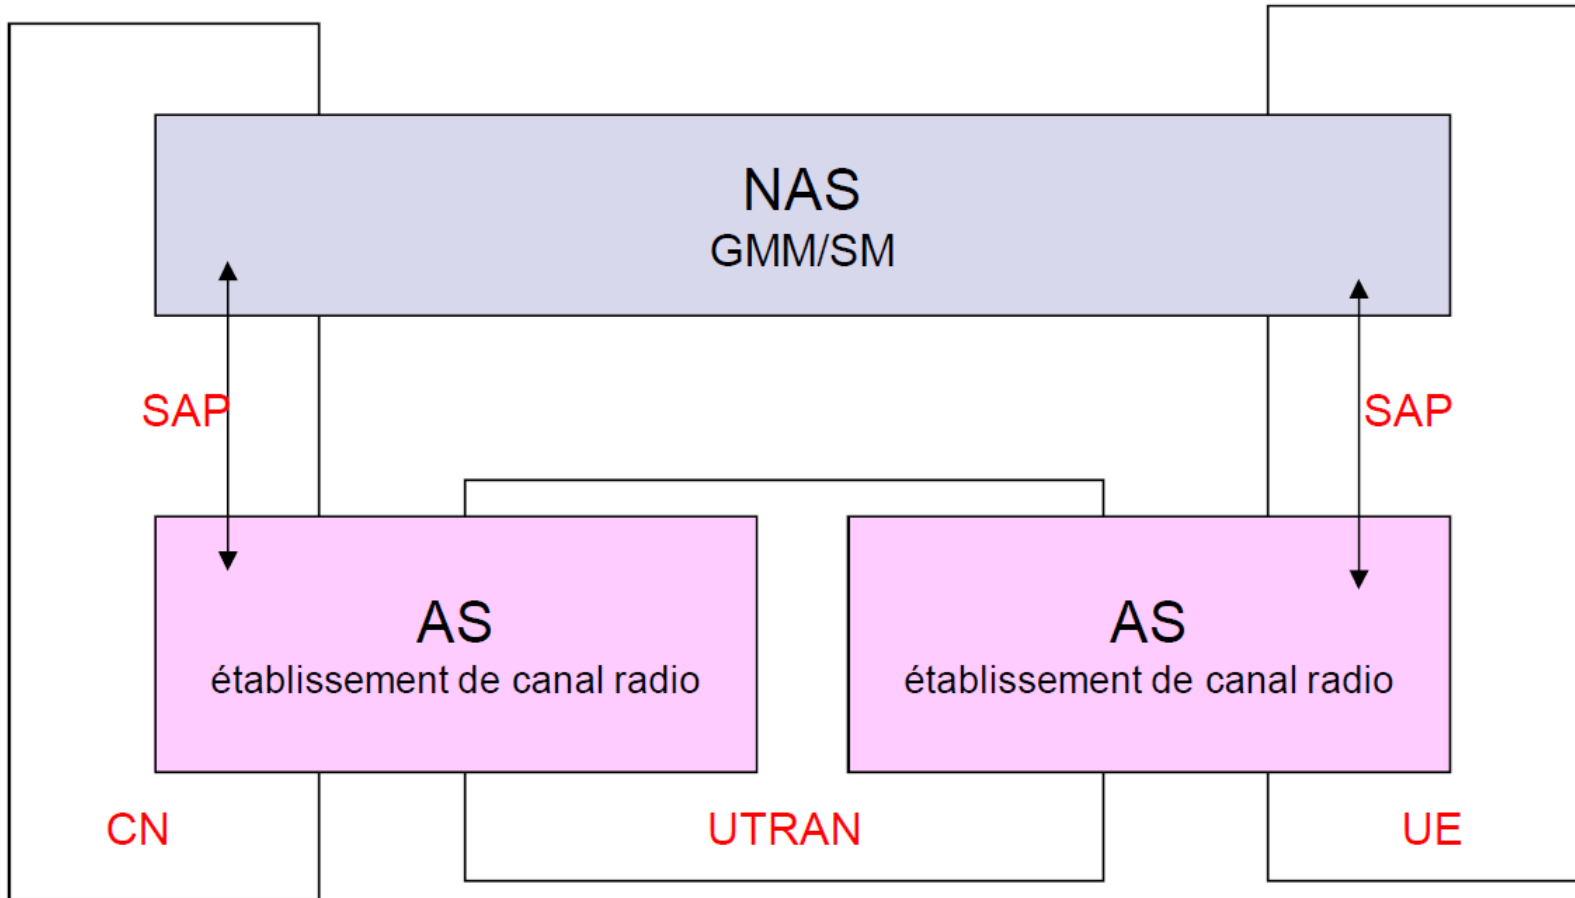 NAS
GMM/SM
SAP
SAP
AS
établissement de canal radio
AS
établissement de canal radio
CN
UTRAN
UE